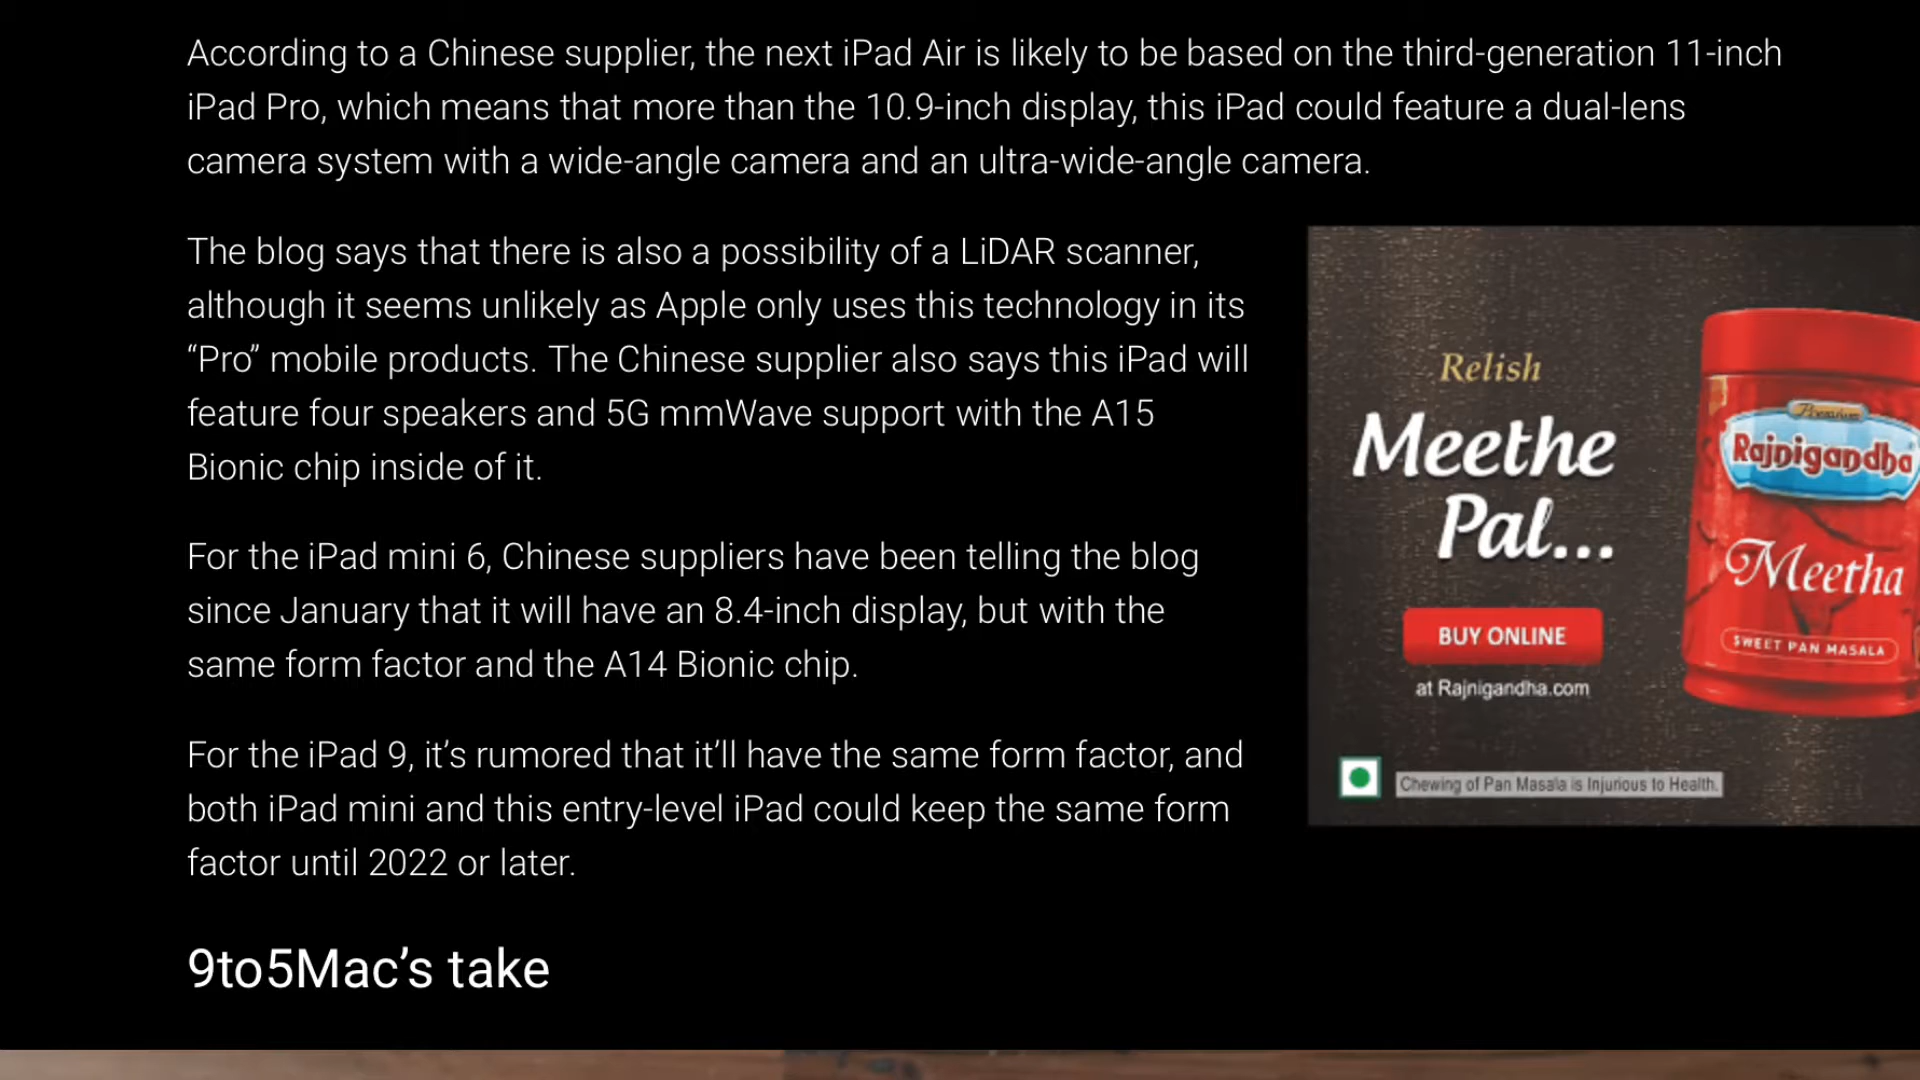 According to a Chinese supplier, the next iPad Air is likely to be based on the third-generation 11-inch
iPad Pro, which means that more than the 10.9-inch display, this iPad could feature a dual-lens
camera system with a wide-angle camera and an ultra-wide-angle camera.
The blog says that there is also a possibility of a LiDAR scanner,
although it seems unlikely as Apple only uses this technology in its
“Pro” mobile products. The Chinese supplier also says this iPad will
feature four speakers and 5G mmWave support with the A15
Bionic chip inside of it.
For the iPad mini 6, Chinese suppliers have been telling the blog
since January that it will have an 8.4-inch display, but with the
same form factor and the A14 Bionic chip.
For the iPad 9, it’s rumored that it’ll have the same form factor, and
both iPad mini and this entry-level iPad could keep the same form
factor until 2022 or later.
9to5Mac’s take
Relish
Meethe
Pal...
BUY ONLINE
at Rajnigandha.com
Chewing of Pan Masala is Injurious to Health.
Premium
Rajnigandha
Meetha
SWEET PAN MASALA